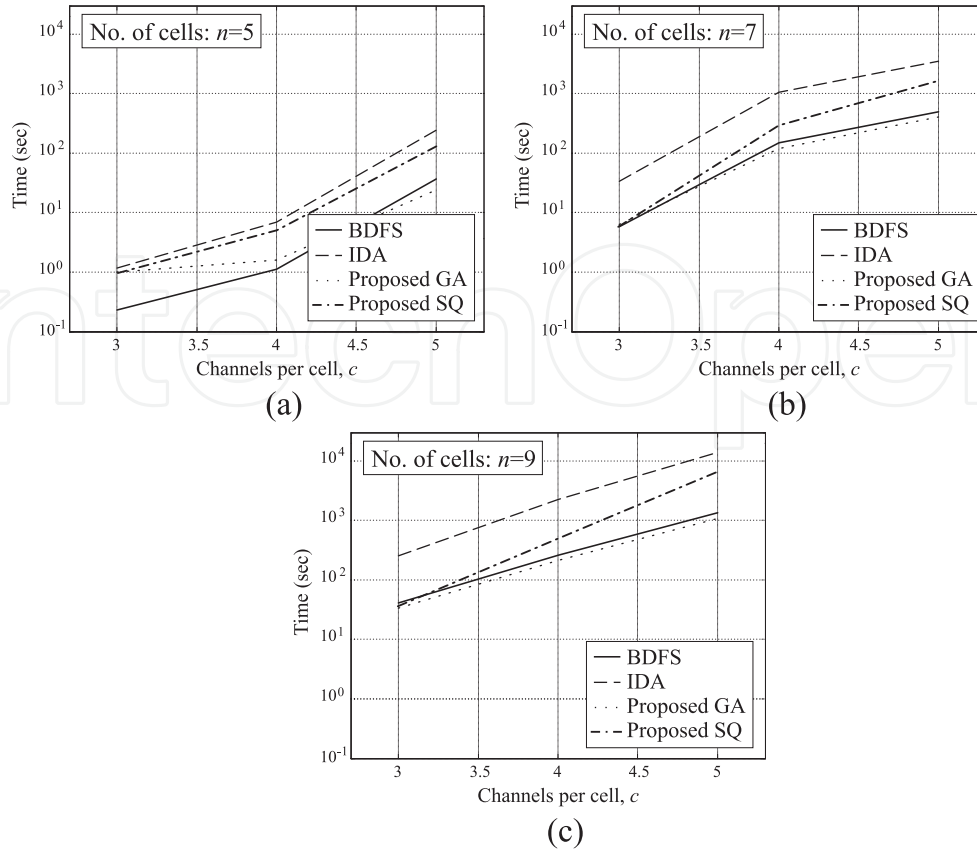 No. of cells: n=5
Time (sec)
10^4
10^3
10^2
10^1
10^0
10^-1
BDFS
IDA
Proposed GA
Proposed SQ
3 3.5 4 4.5 5
Channels per cell, c
(a)
No. of cells: n=7
Time (sec)
10^4
10^3
10^2
10^1
10^0
10^-1
BDFS
IDA
Proposed GA
Proposed SQ
3 3.5 4 4.5 5
Channels per cell, c
(b)
No. of cells: n=9
Time (sec)
10^4
10^3
10^2
10^1
10^0
10^-1
BDFS
IDA
Proposed GA
Proposed SQ
3 3.5 4 4.5 5
Channels per cell, c
(c)